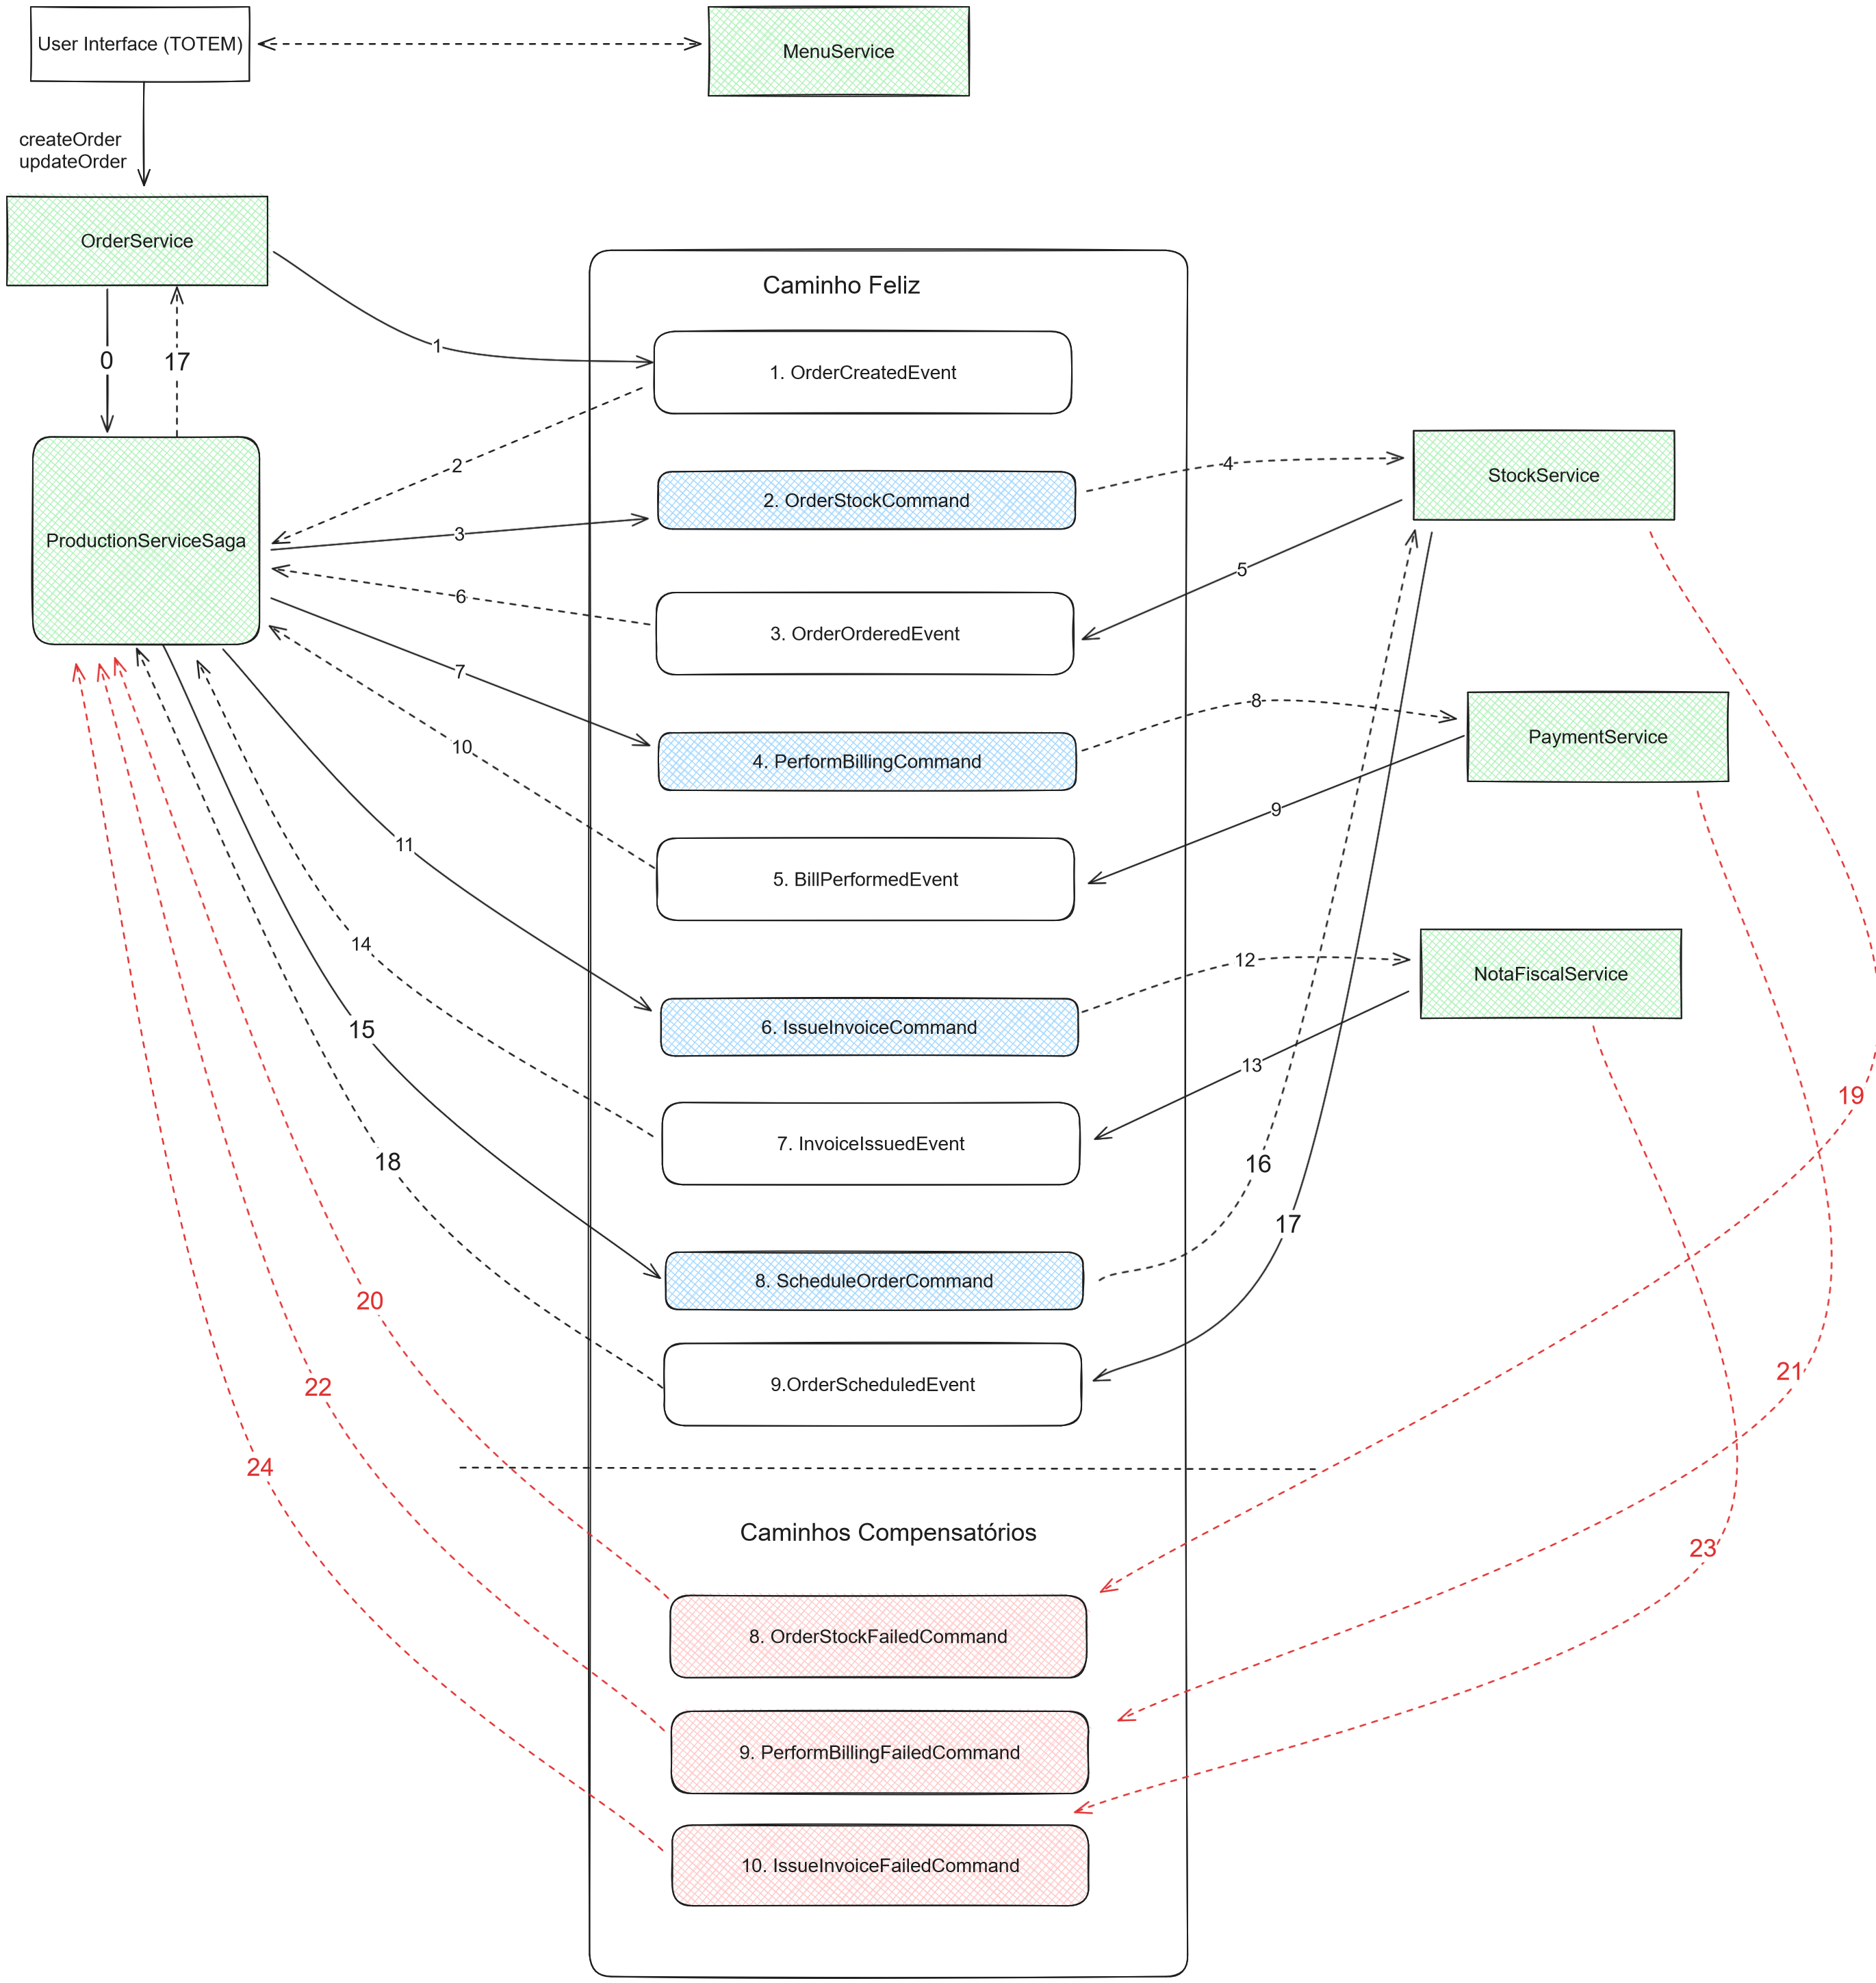 User Interface (TOTEM)
MenuService
createOrder
updateOrder
OrderService
Caminho Feliz
1
0
17
1. OrderCreatedEvent
2
4
StockService
2. OrderStockCommand
3
ProductionServiceSaga
5
6
3. OrderOrderedEvent
7
8
PaymentService
10
4. PerformBillingCommand
9
11
5. BillPerformedEvent
14
12
NotaFiscalService
15
6. IssueInvoiceCommand
13
19
7. InvoiceIssuedEvent
18
16
17
20
8. ScheduleOrderCommand
22
9.OrderScheduledEvent
21
24
Caminhos Compensatórios
23
8. OrderStockFailedCommand
9. PerformBillingFailedCommand
10. IssueInvoiceFailedCommand